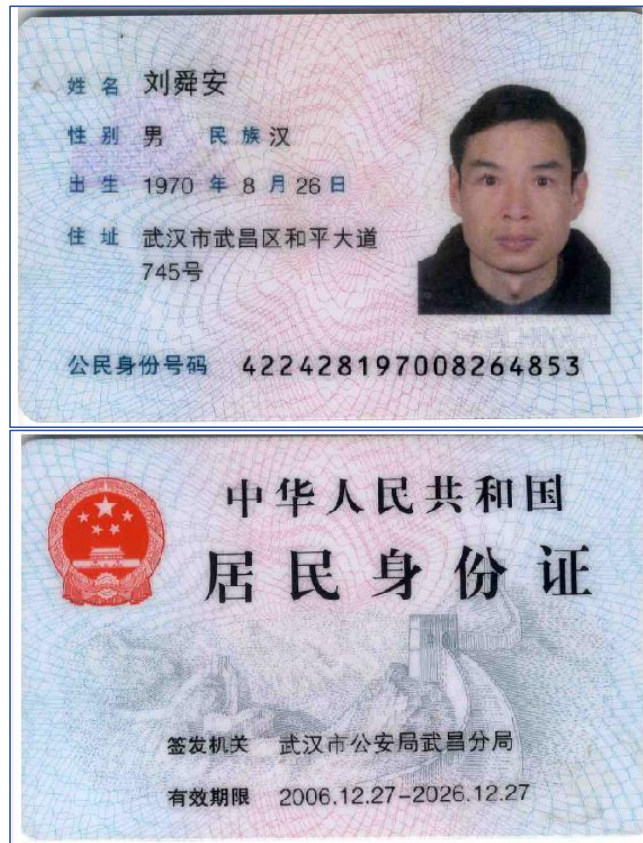 姓名 刘舜安
性别 男 民族 汉
出生 1970 年 8 月 26 日
住址 武汉市武昌区和平大道
745号
公民身份号码 422428197008264853
中华人民共和国
居民身份证
签发机关 武汉市公安局武昌分局
有效期限 2006.12.27-2026.12.27